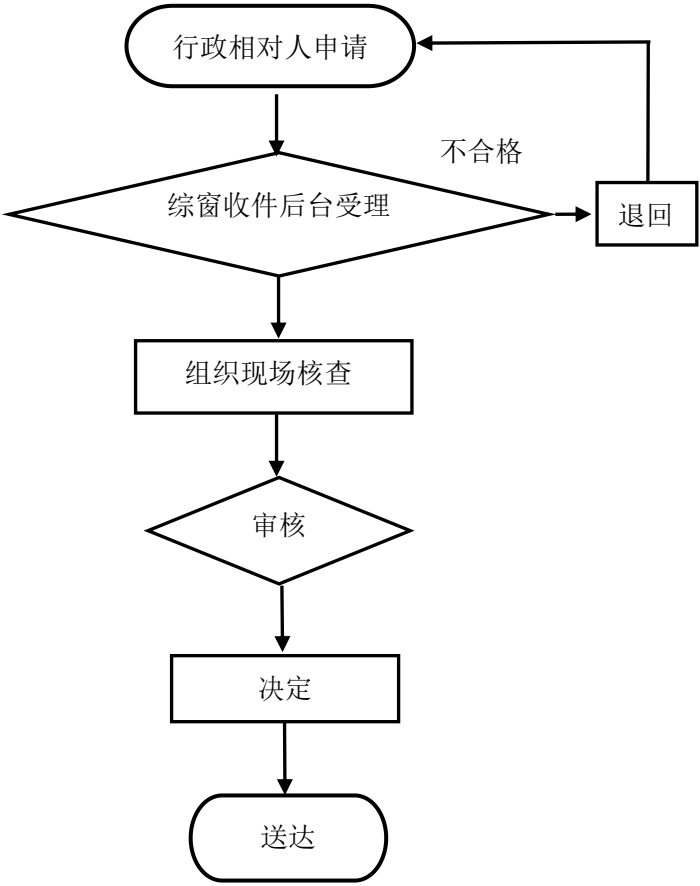 行政相对人申请
不合格
综窗收件后台受理
退回
组织现场核查
审核
决定
送达